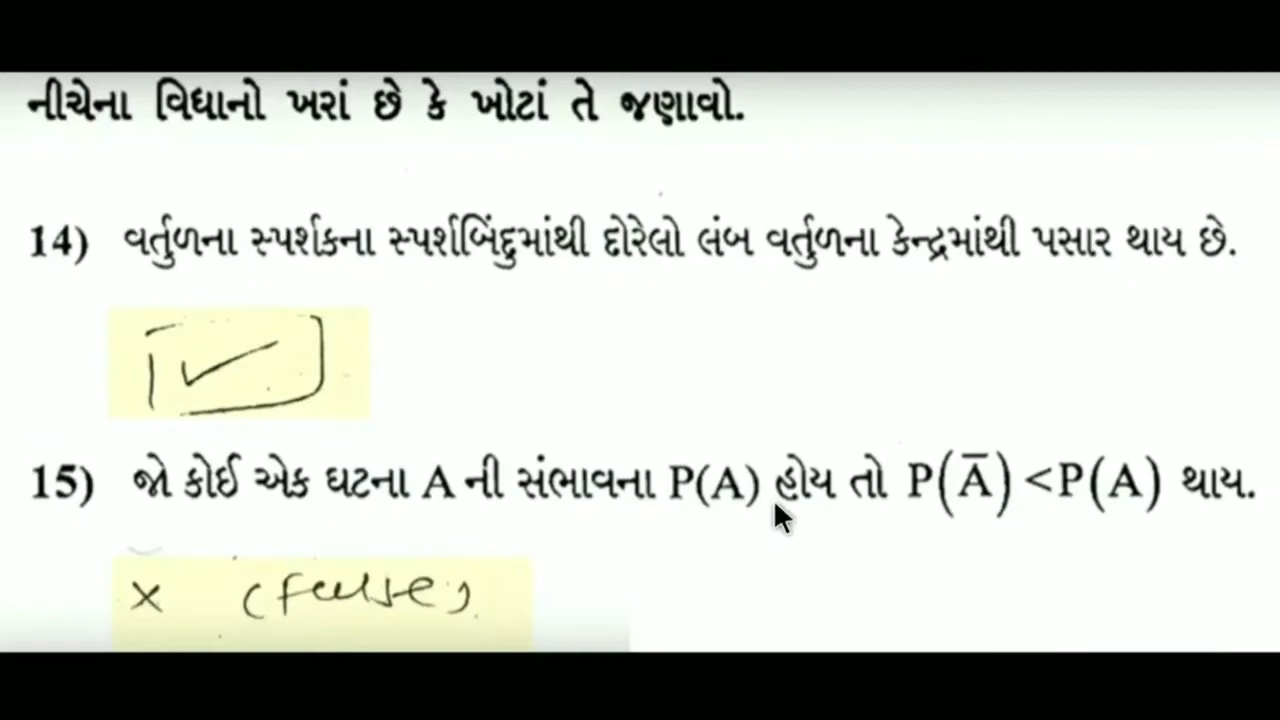 નીચેના વિધાનો ખરાં છે કે ખોટાં તે જણાવો.
14) વર્તુળના સ્પર્શકના સ્પર્શબિંદુમાંથી દોરેલો લંબ વર્તુળના કેન્દ્રમાંથી પસાર થાય છે.
✓
15) જો કોઈ એક ઘટના A ની સંભાવના P(A) હોય તો P(A̅) <P(A) થાય.
× (False)